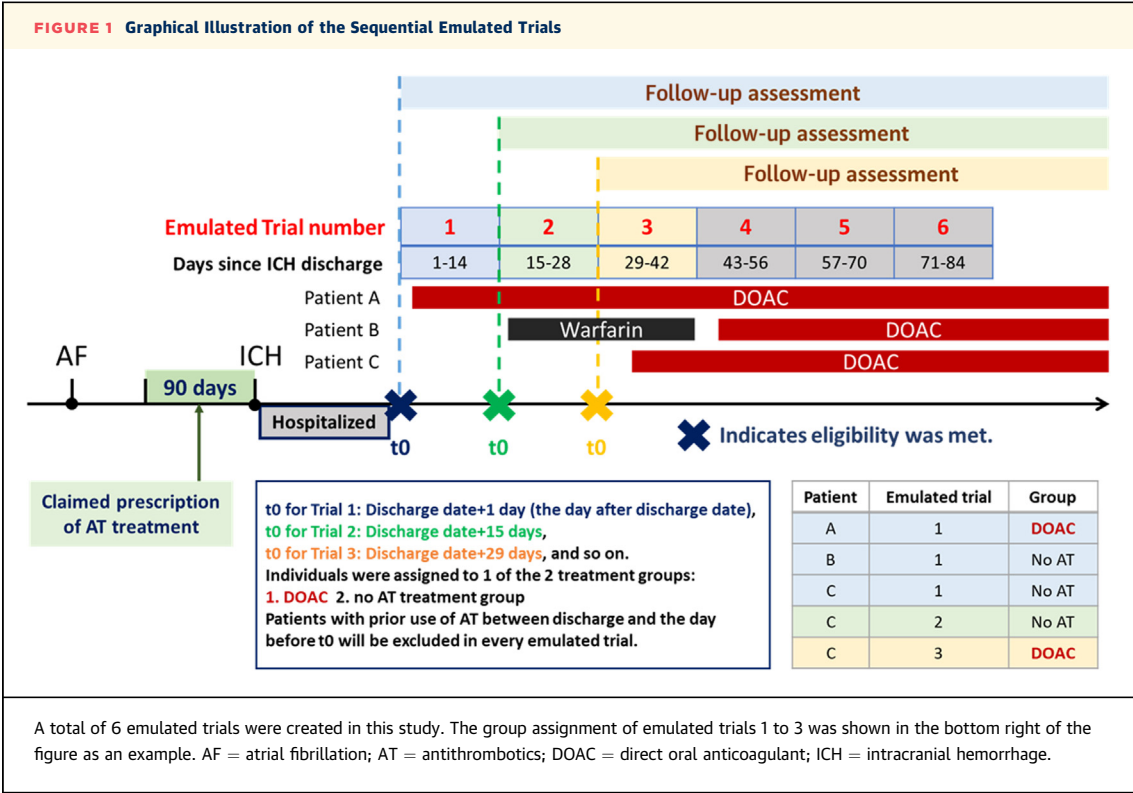 FIGURE 1 Graphical Illustration of the Sequential Emulated Trials
Follow-up assessment
Follow-up assessment
Follow-up assessment
Emulated Trial number 1 2 3 4 5 6
Days since ICH discharge 1-14 15-28 29-42 43-56 57-70 71-84
Patient A DOAC
Patient B Warfarin DOAC
Patient C DOAC
AF ICH
90 days
Hospitalized
t0 t0 t0
Indicates eligibility was met.
Claimed prescription
of AT treatment
t0 for Trial 1: Discharge date+1 day (the day after discharge date),
t0 for Trial 2: Discharge date+15 days,
t0 for Trial 3: Discharge date+29 days, and so on.
Individuals were assigned to 1 of the 2 treatment groups:
1. DOAC 2. no AT treatment group
Patients with prior use of AT between discharge and the day
before t0 will be excluded in every emulated trial.
Patient Emulated trial Group
A 1 DOAC
B 1 No AT
C 1 No AT
C 2 No AT
C 3 DOAC
A total of 6 emulated trials were created in this study. The group assignment of emulated trials 1 to 3 was shown in the bottom right of the
figure as an example. AF = atrial fibrillation; AT = antithrombotics; DOAC = direct oral anticoagulant; ICH = intracranial hemorrhage.